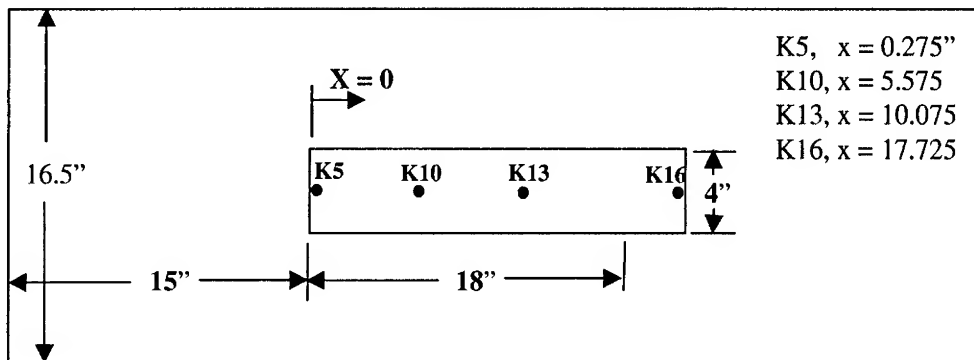 K5, x = 0.275”
K10, x = 5.575
K13, x = 10.075
K16, x = 17.725
X = 0
16.5”
K5
K10
K13
K16
4”
15”
18”